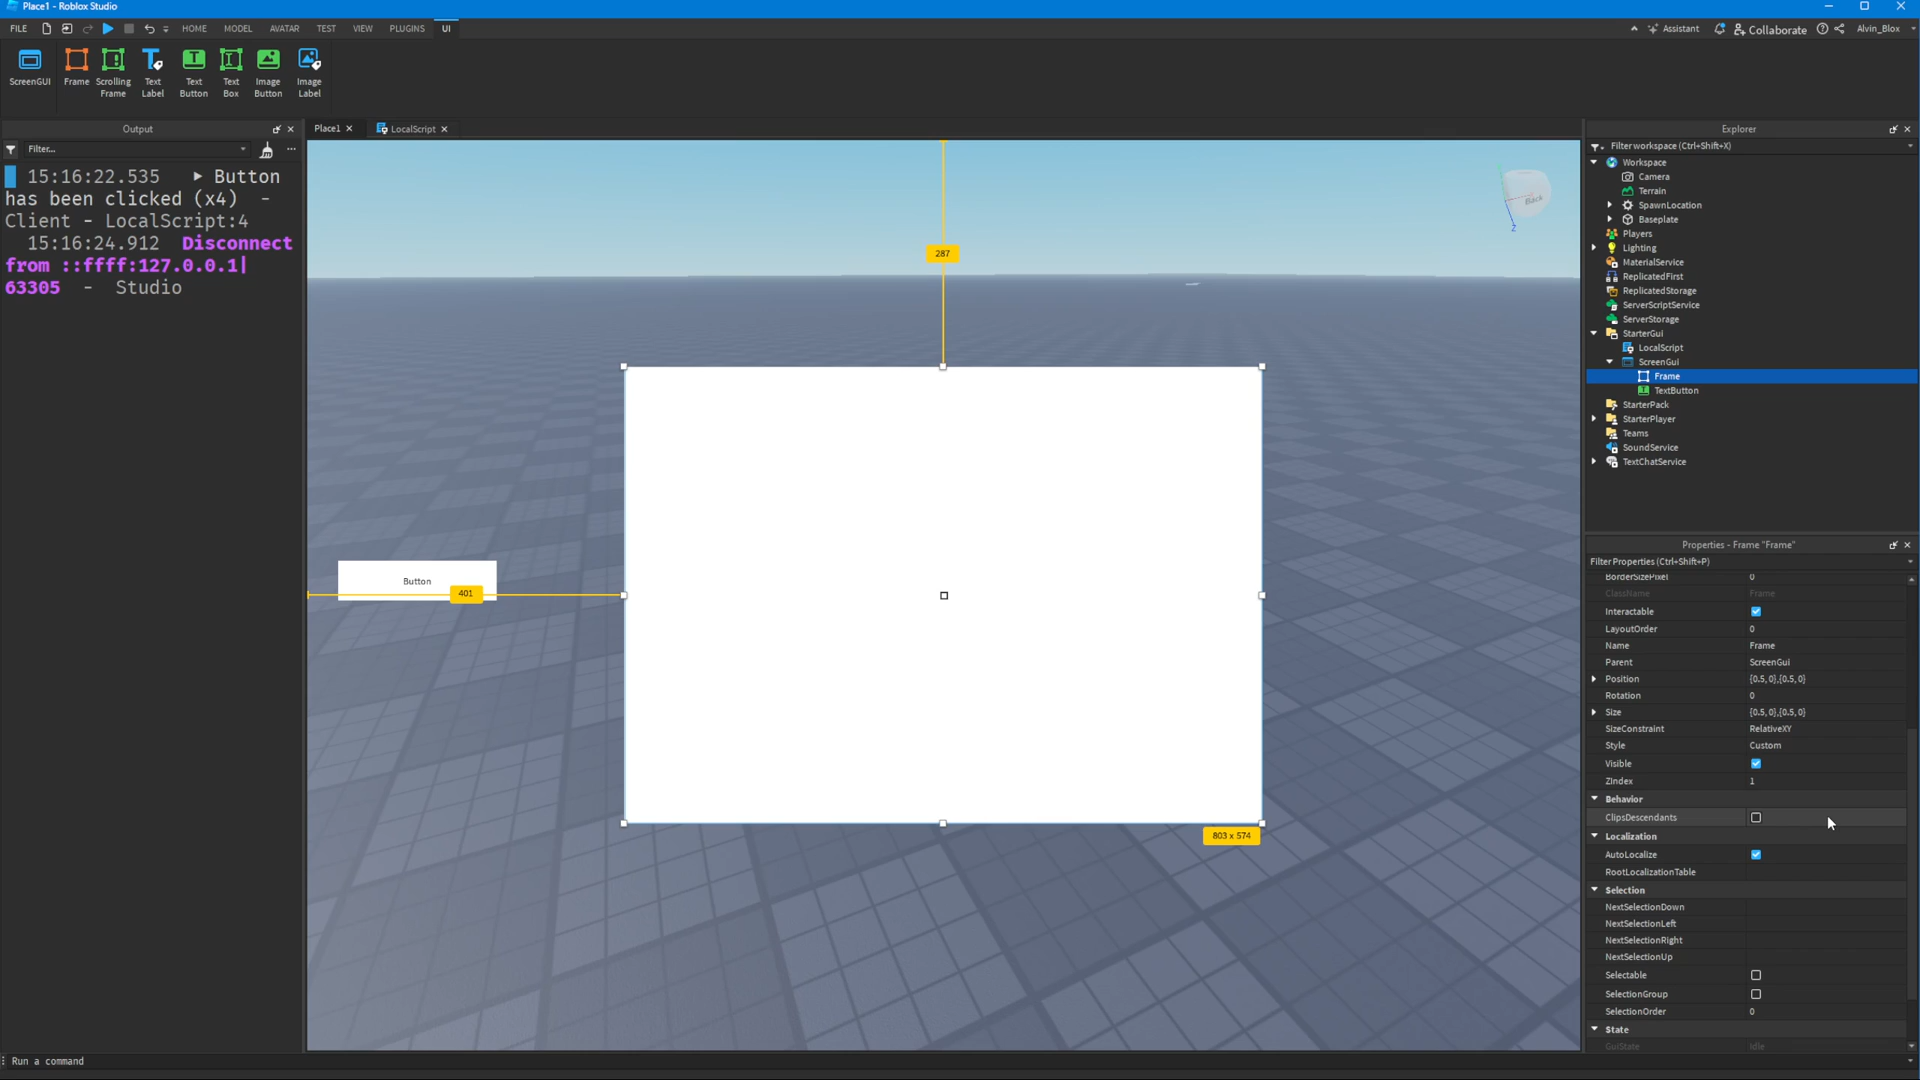 Place1 - Roblox Studio
FILE HOME MODEL AVATAR TEST VIEW PLUGINS UI Assistant Collaborate Alvin_Blox
ScreenGUI
Frame
Scrolling
Frame
Text
Label
Text
Button
Text
Box
Image
Button
Image
Label
Output
Filter...
15:16:22.535 ▶ Button
has been clicked (x4) -
Client - LocalScript:4
15:16:24.912 Disconnect
from ::ffff:127.0.0.1|
63305 - Studio
Place1 LocalScript
Back
Z
287
Button
401
803 x 574
Explorer
Filter workspace (Ctrl+Shift+X)
Workspace
Camera
Terrain
SpawnLocation
Baseplate
Players
Lighting
MaterialService
ReplicatedFirst
ReplicatedStorage
ServerScriptService
ServerStorage
StarterGui
LocalScript
ScreenGui
Frame
TextButton
StarterPack
StarterPlayer
Teams
SoundService
TextChatService
Properties - Frame "Frame"
Filter Properties (Ctrl+Shift+P)
BorderSizePixel 0
ClassName Frame
Interactable
LayoutOrder 0
Name Frame
Parent ScreenGui
Position {0.5, 0},{0.5, 0}
Rotation 0
Size {0.5, 0},{0.5, 0}
SizeConstraint RelativeXY
Style Custom
Visible
ZIndex 1
Behavior
ClipsDescendants
Localization
AutoLocalize
RootLocalizationTable
Selection
NextSelectionDown
NextSelectionLeft
NextSelectionRight
NextSelectionUp
Selectable
SelectionGroup
SelectionOrder 0
State
GuiState Idle
Run a command